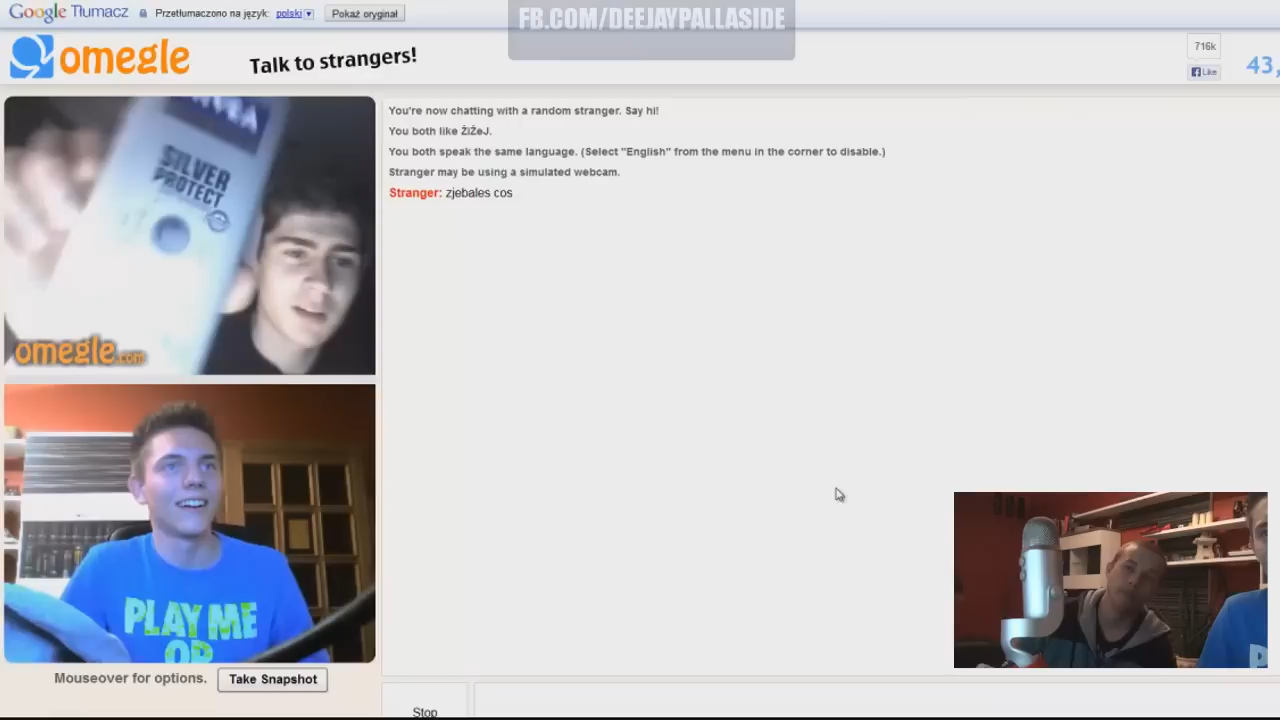 Google Tłumacz
Przetłumaczono na język: polski
Pokaż oryginał
FB.COM/DEEJAYPALLASIDE
omegle
Talk to strangers!
716k
Like
43,
You're now chatting with a random stranger. Say hi!
You both like ŻiŻeJ.
You both speak the same language. (Select "English" from the menu in the corner to disable.)
Stranger may be using a simulated webcam.
Stranger: zjebales cos
SILVER
PROTECT
omegle.com
PLAY ME
OR
Mouseover for options.
Take Snapshot
Stop